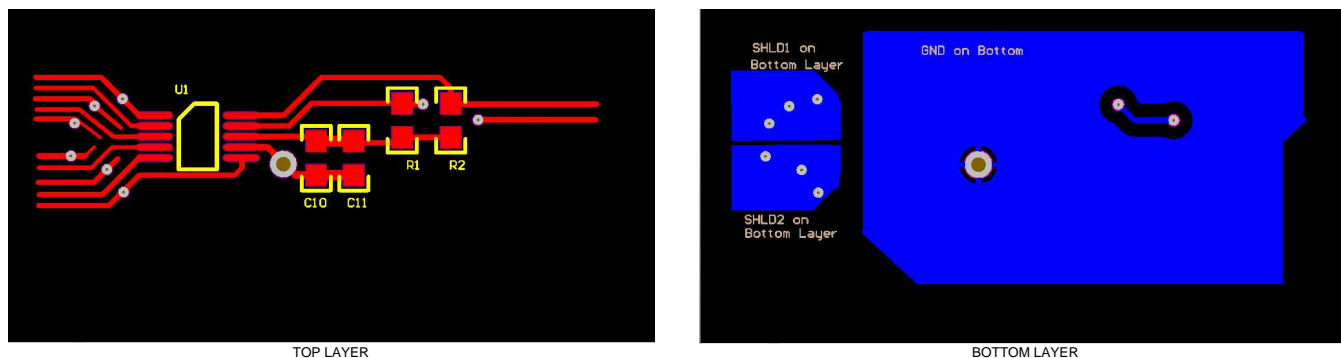 U1
R1
R2
C10
C11
TOP LAYER
SHLD1 on
Bottom Layer
GND on Bottom
SHLD2 on
Bottom Layer
BOTTOM LAYER